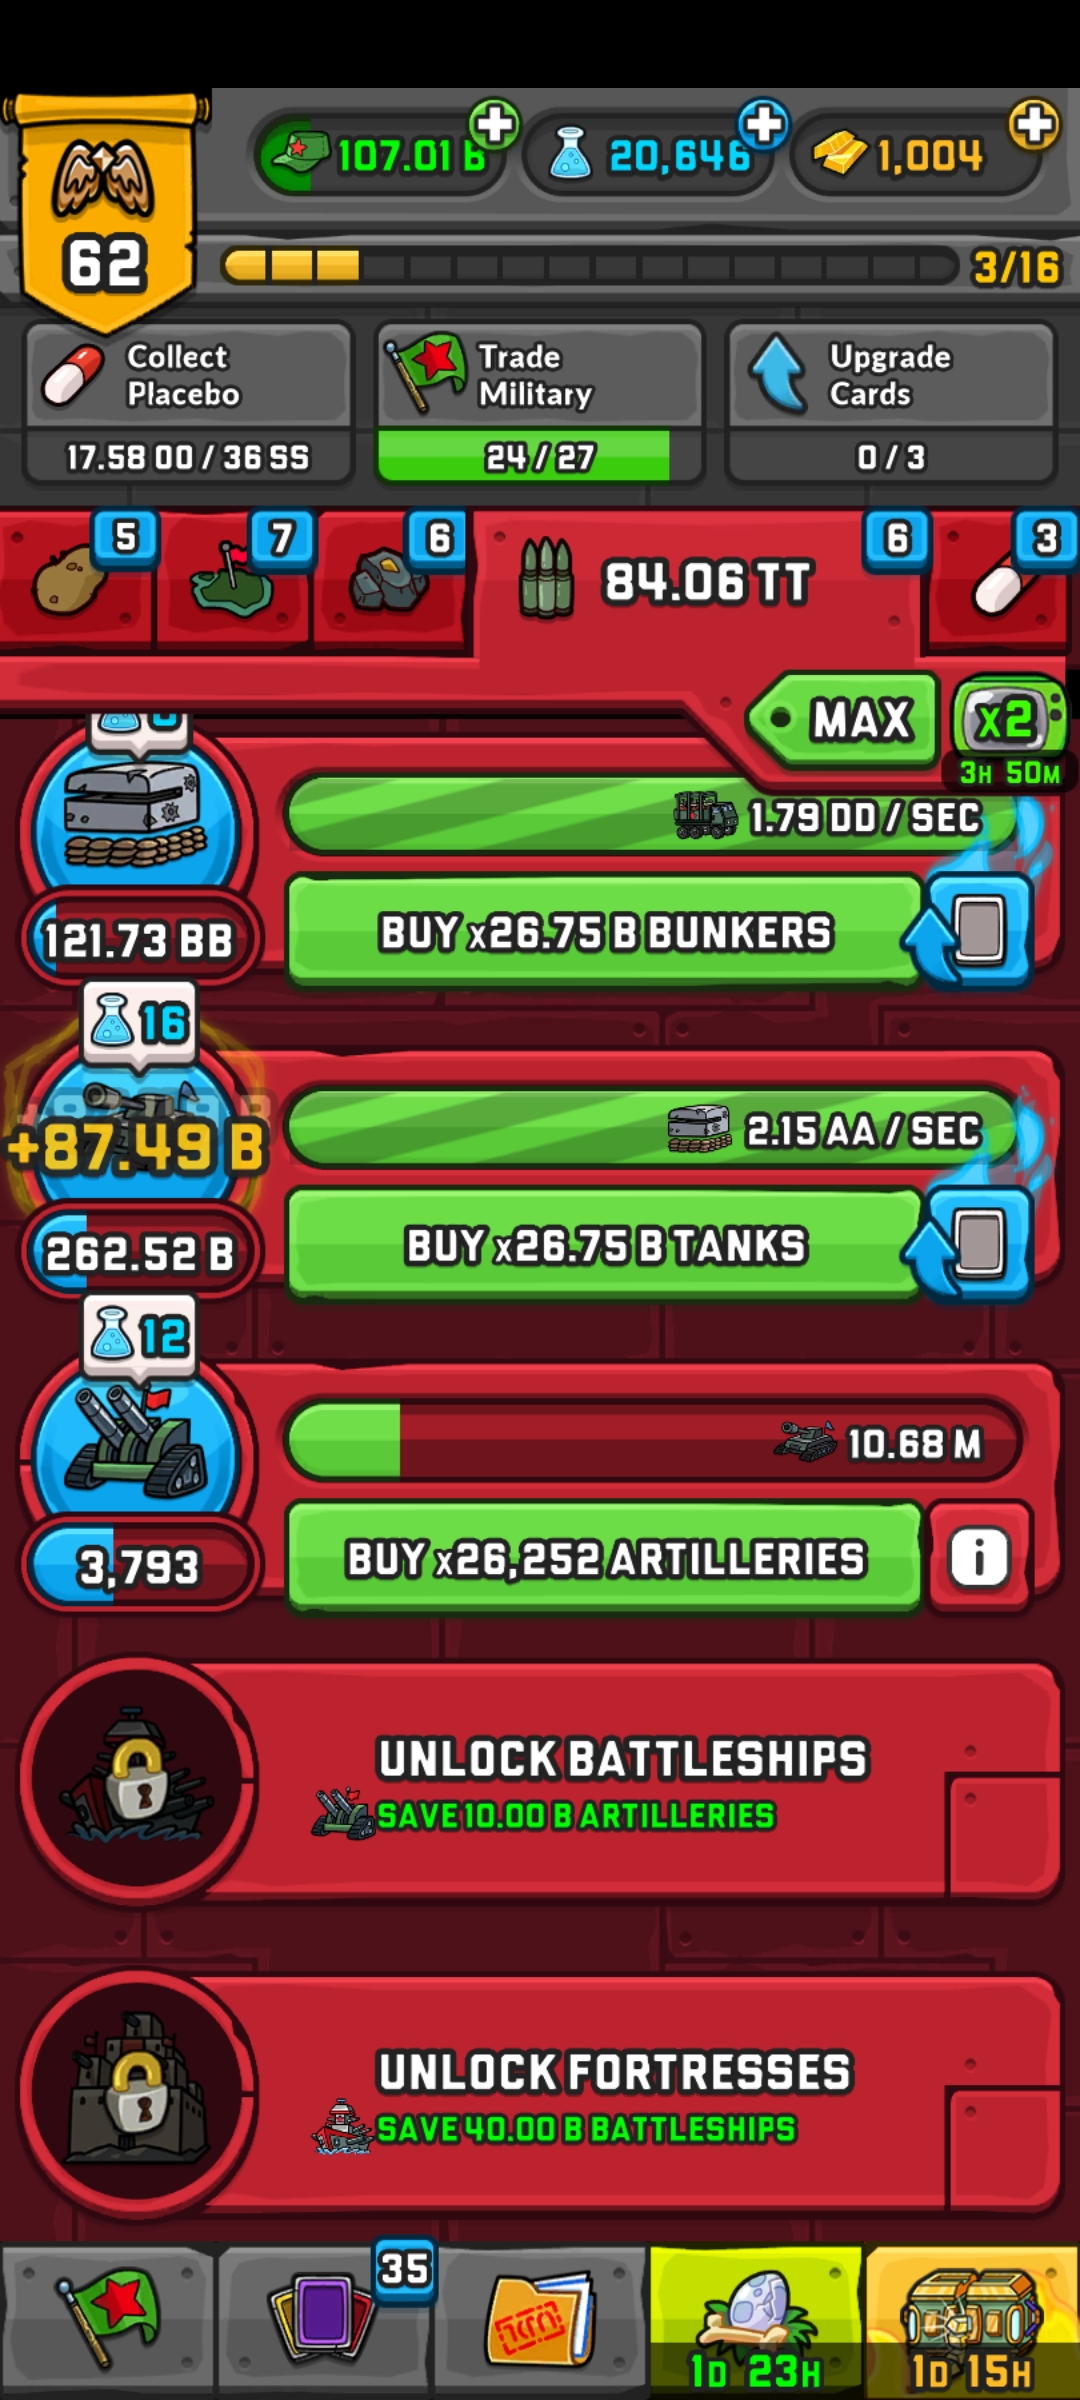 62
107.01 B
20,646
1,004
3/16
Collect
Placebo
17.58 OO / 36 SS
Trade
Military
24 / 27
Upgrade
Cards
0 / 3
5
7
6
84.06 TT
6
3
MAX
x2
3H 50M
1.79 DD / SEC
121.73 BB
BUY x26.75 B BUNKERS
16
+87.49 B
2.15 AA / SEC
262.52 B
BUY x26.75 B TANKS
12
10.68 M
3,793
BUY x26,252 ARTILLERIES
i
UNLOCK BATTLESHIPS
SAVE 10.00 B ARTILLERIES
UNLOCK FORTRESSES
SAVE 40.00 B BATTLESHIPS
35
1D 23H
1D 15H